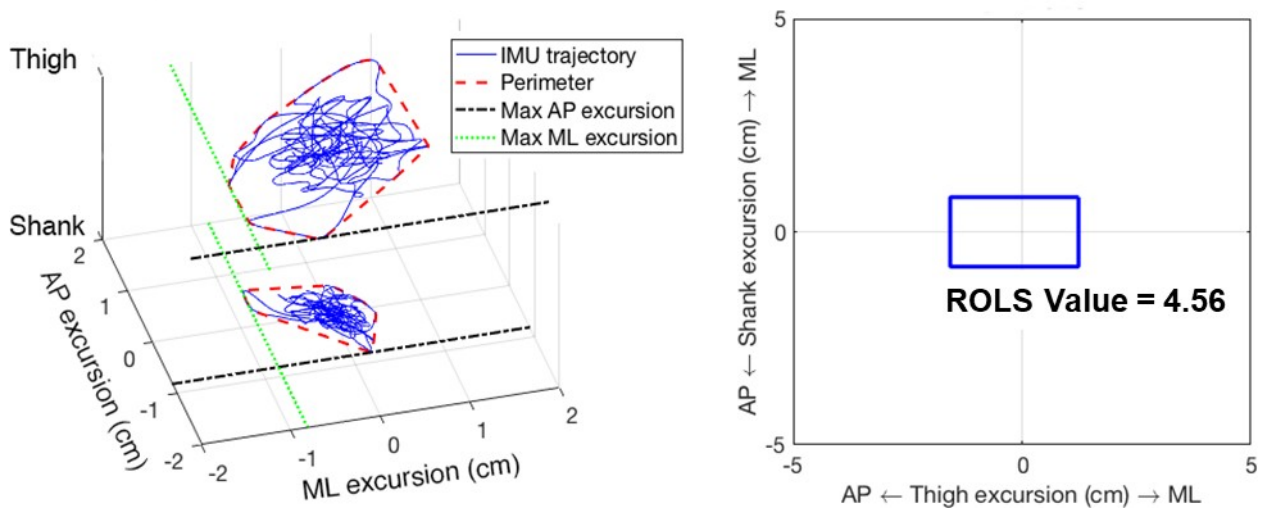 Thigh
IMU trajectory
Perimeter
Max AP excursion
Max ML excursion
Shank
2
1
0
-1
-2
AP excursion (cm)
-2
-1
0
1
2
ML excursion (cm)
5
0
-5
AP ← Shank excursion (cm) → ML
ROLS Value = 4.56
-5
0
5
AP ← Thigh excursion (cm) → ML